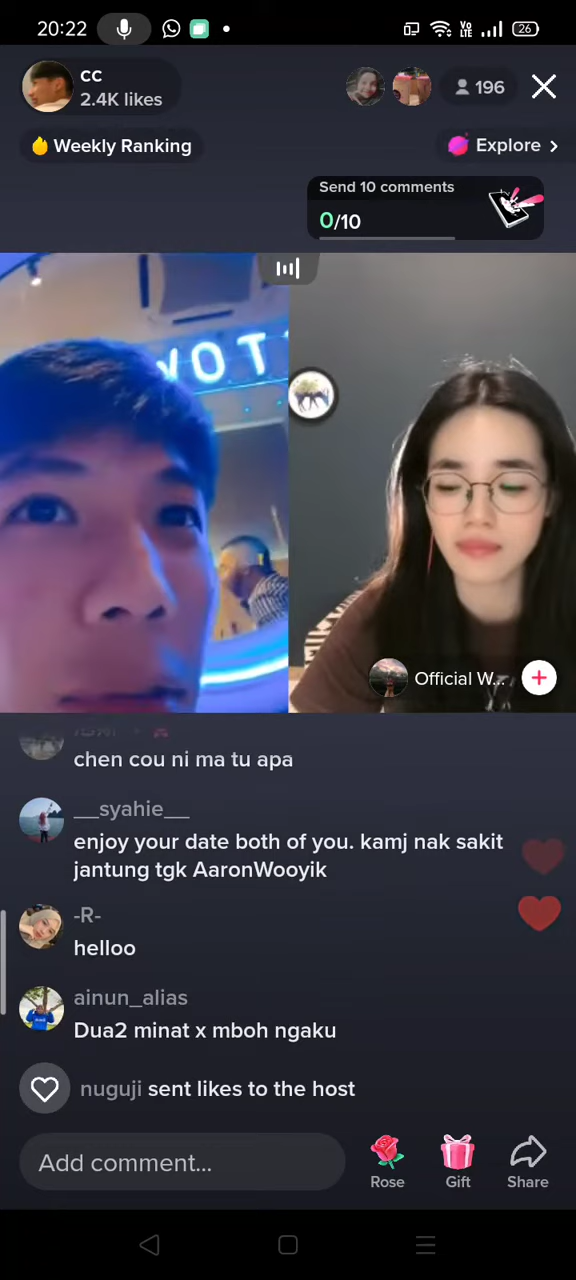 20:22
26
CC
2.4K likes
196
Weekly Ranking
Explore >
Send 10 comments
0/10
Official W...
chen cou ni ma tu apa
__syahie__
enjoy your date both of you. kamj nak sakit
jantung tgk AaronWooyik
-R-
helloo
ainun_alias
Dua2 minat x mboh ngaku
nuguji sent likes to the host
Add comment...
Rose
Gift
Share